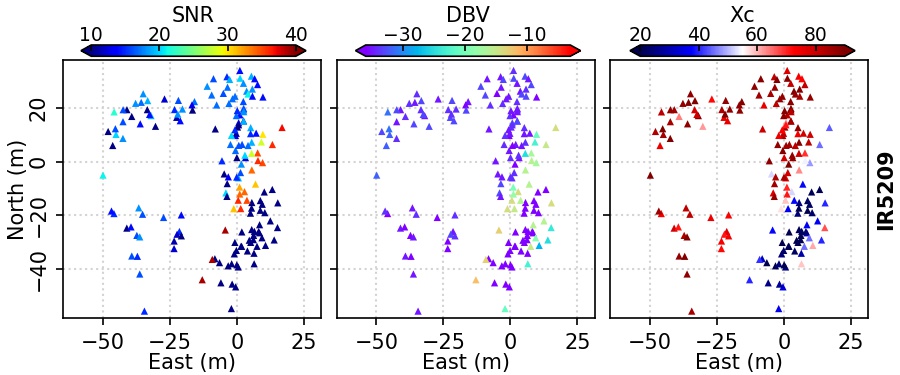 SNR DBV Xc
10 20 30 40 −30 −20 −10 20 40 60 80
20
0
−20
−40
North (m)
IR5209
−50 −25 0 25 −50 −25 0 25 −50 −25 0 25
East (m) East (m) East (m)